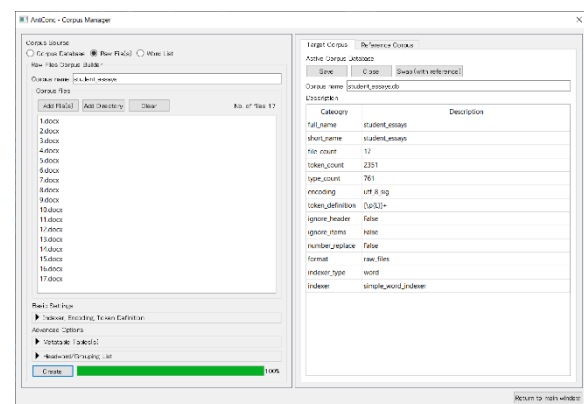 AntConc - Corpus Manager
Corpus Source
Corpus Database Raw File(s) Word List
Raw Files Corpus Builder
Corpus name student_essays
Corpus Files
Add File(s) Add Directory Clear No. of files 17
1.docx
2.docx
3.docx
4.docx
5.docx
6.docx
7.docx
8.docx
9.docx
10.docx
11.docx
12.docx
13.docx
14.docx
15.docx
16.docx
17.docx
Basic Settings
Indexer, Encoding, Token Definition
Advanced Options
Metatable Table(s)
Headword/Grouping List
Create 100%
Target Corpus Reference Corpus
Active Corpus Database
Save Close Swap (with reference)
Corpus name student_essays.db
Description
Category Description
full_name student_essays
short_name student_essays
file-count 17
token_count 2351
type_count 761
encoding utf_8_sig
token_definition [\p{L}]+
ignore_header False
ignore_items False
number_replace False
format raw_files
indexer_type word
indexer simple_word_indexer
Return to main window